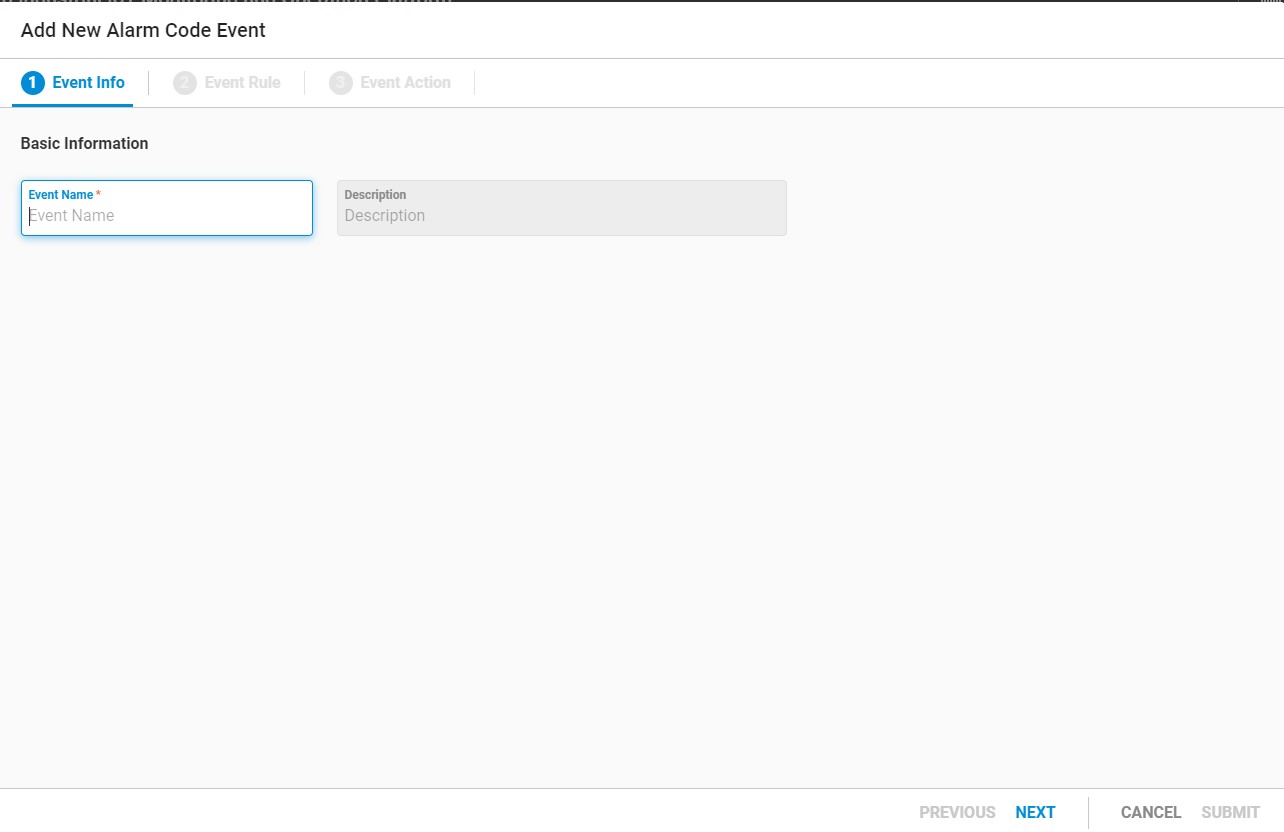 Add New Alarm Code Event
1 Event Info 2 Event Rule 3 Event Action
Basic Information
Event Name * Description
Event Name Description
PREVIOUS NEXT CANCEL SUBMIT